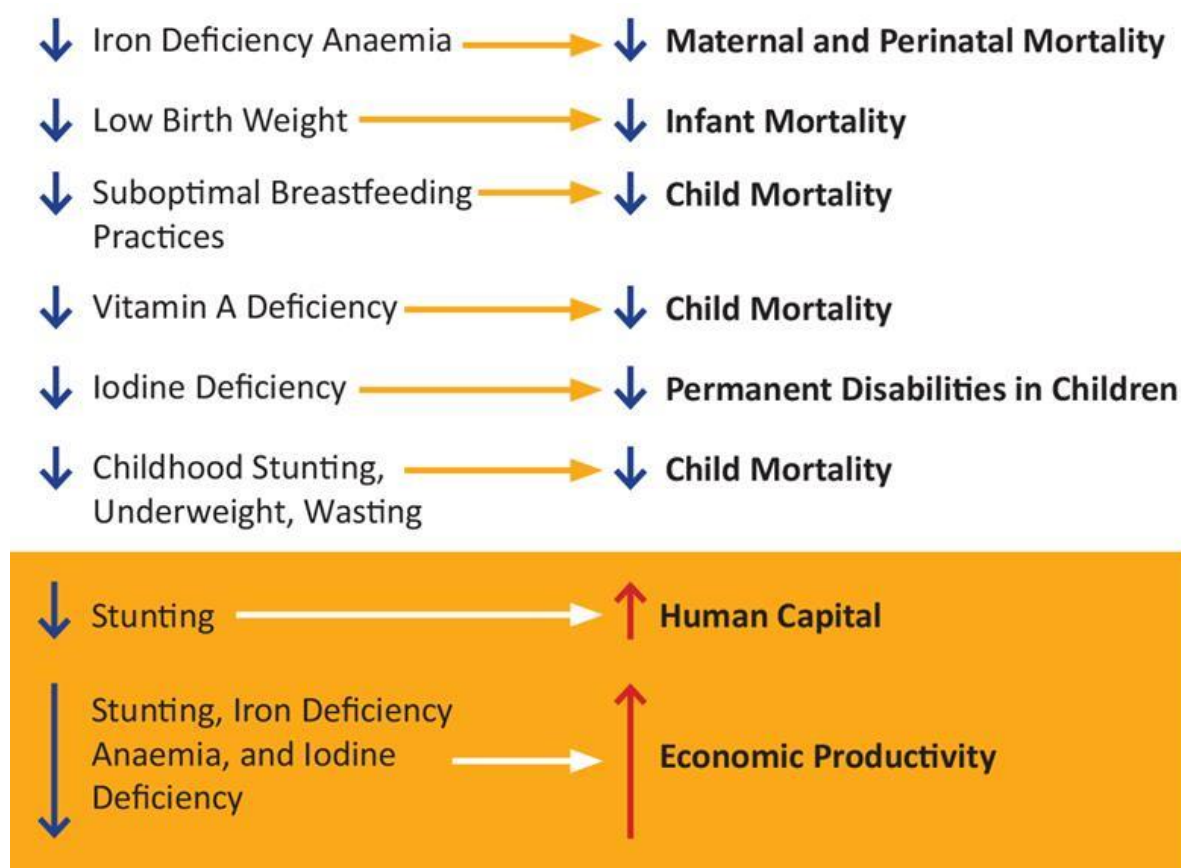 Iron Deficiency Anaemia
Maternal and Perinatal Mortality
Low Birth Weight
Infant Mortality
Suboptimal Breastfeeding
Practices
Child Mortality
Vitamin A Deficiency
Child Mortality
Iodine Deficiency
Permanent Disabilities in Children
Childhood Stunting,
Underweight, Wasting
Child Mortality
Stunting
Human Capital
Stunting, Iron Deficiency
Anaemia, and Iodine
Deficiency
Economic Productivity